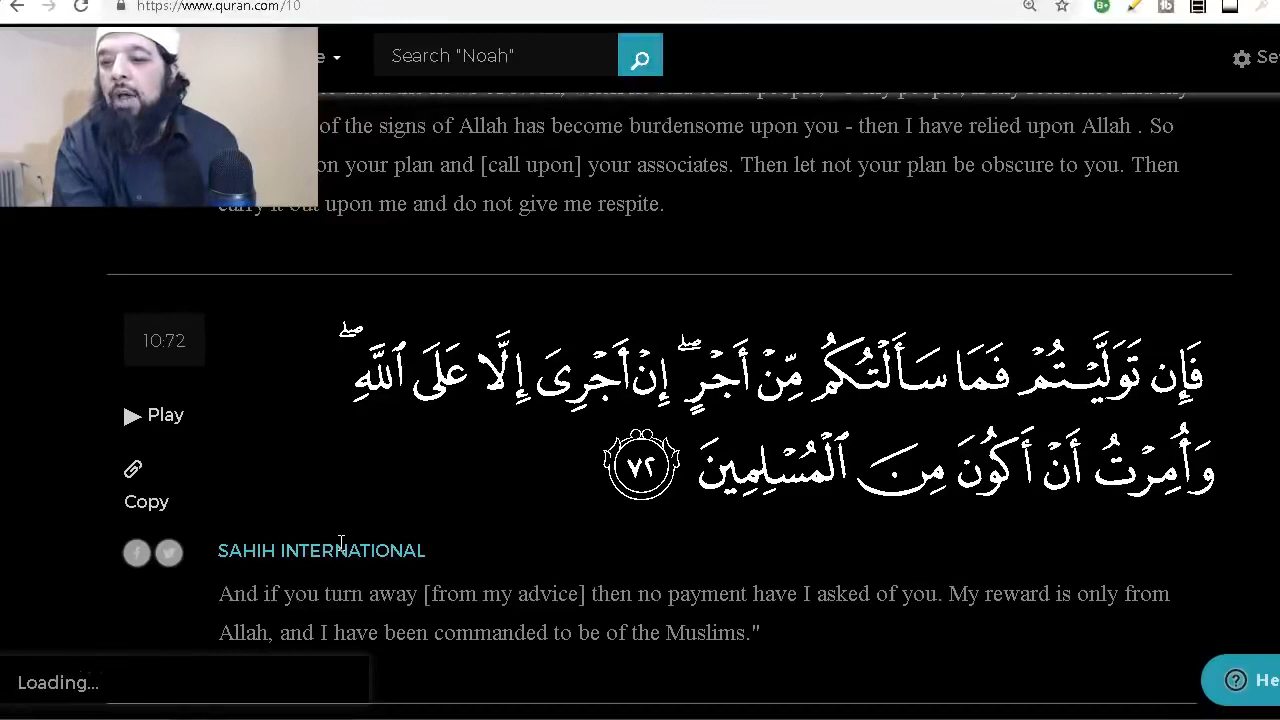 https://www.quran.com/10
e
Search "Noah"
Se
of the signs of Allah has become burdensome upon you - then I have relied upon Allah . So
on your plan and [call upon] your associates. Then let not your plan be obscure to you. Then
carry it out upon me and do not give me respite.
10:72
فَإِن تَوَلَّيْتُمْ فَمَا سَأَلْتُكُم مِّنْ أَجْرٍ ۖ إِنْ أَجْرِىَ إِلَّا عَلَى ٱللَّهِ ۖ
وَأُمِرْتُ أَنْ أَكُونَ مِنَ ٱلْمُسْلِمِينَ ٧٢
Play
Copy
SAHIH INTERNATIONAL
And if you turn away [from my advice] then no payment have I asked of you. My reward is only from
Allah, and I have been commanded to be of the Muslims."
Loading...
He